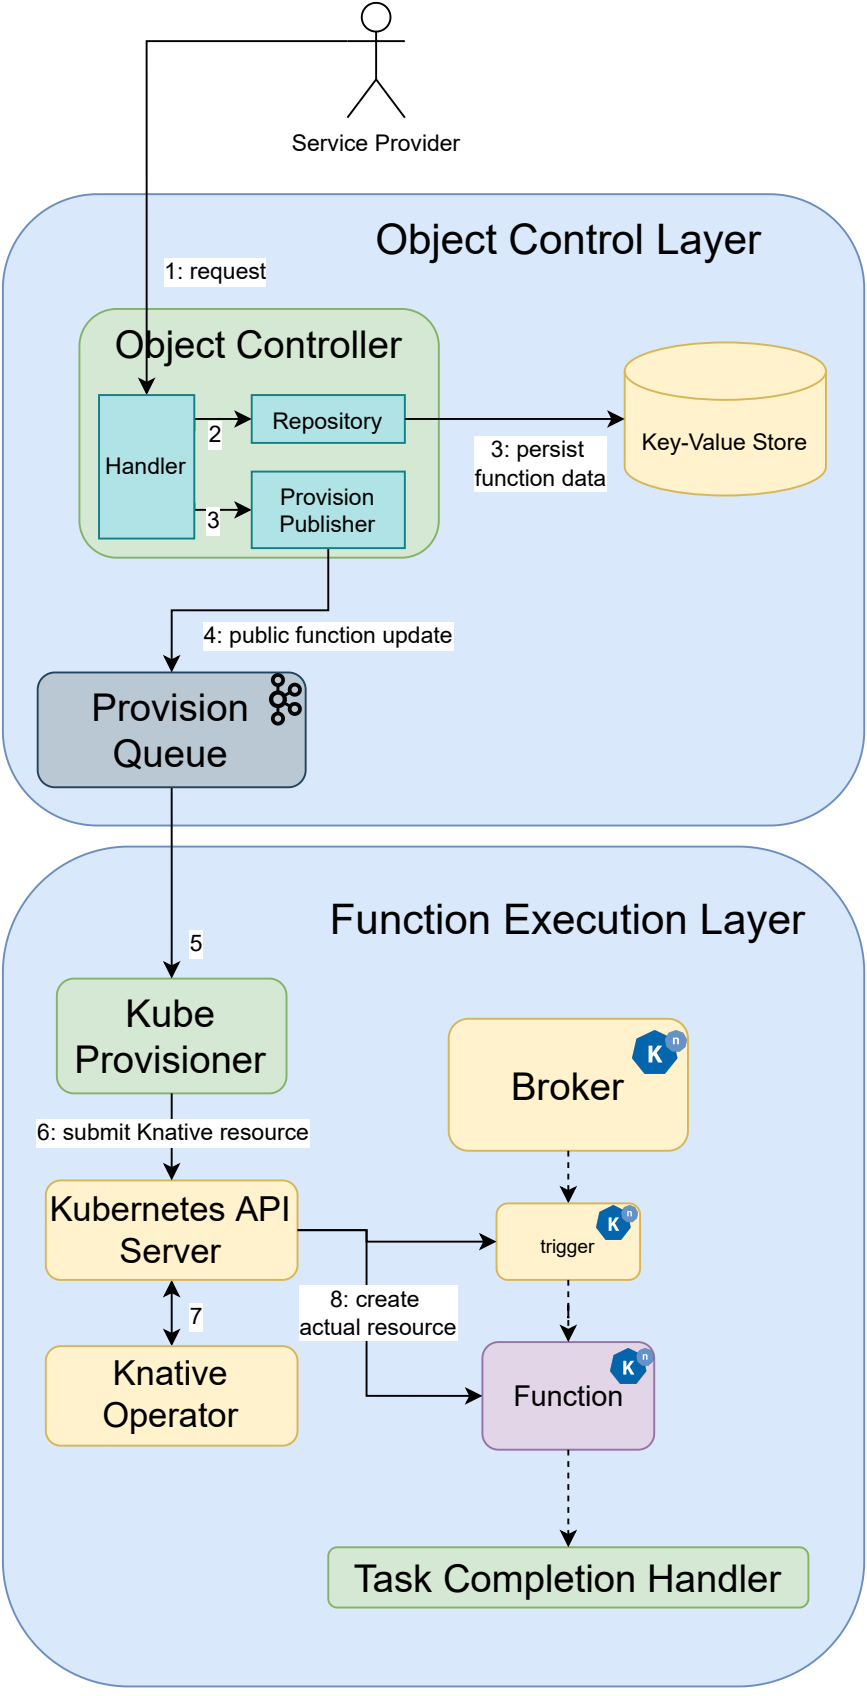 Service Provider
Object Control Layer
1: request
Object Controller
Handler
2
Repository
3: persist
function data
Key-Value Store
3
Provision
Publisher
4: public function update
Provision
Queue
Function Execution Layer
5
Kube
Provisioner
Broker
K
n
6: submit Knative resource
Kubernetes API
Server
trigger
K
n
7
8: create
actual resource
Knative
Operator
Function
K
n
Task Completion Handler